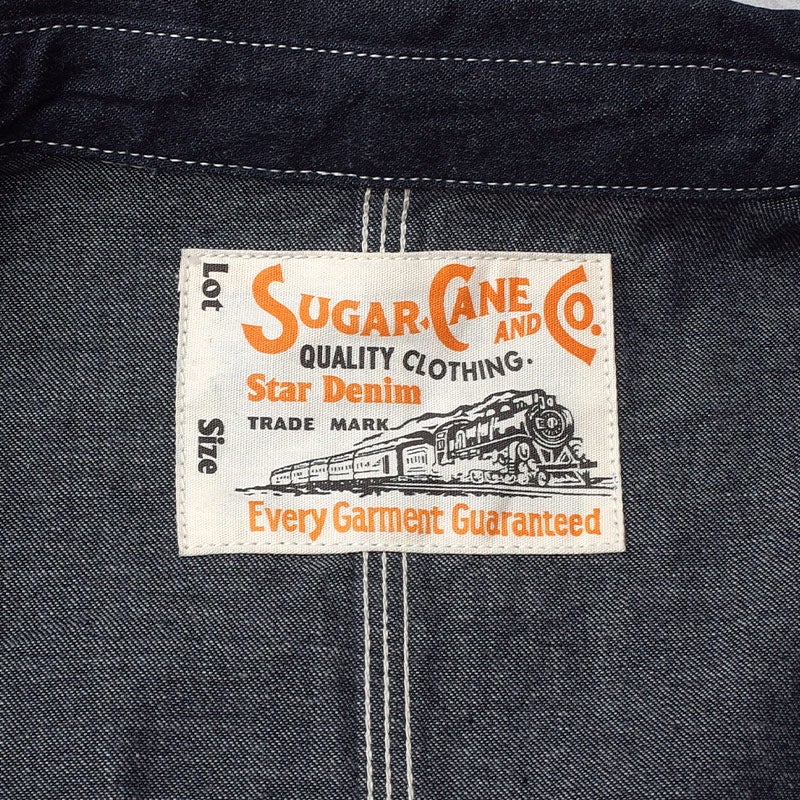 Lot
Size
SUGAR CANE AND CO.
QUALITY CLOTHING.
Star Denim
TRADE MARK
Every Garment Guaranteed